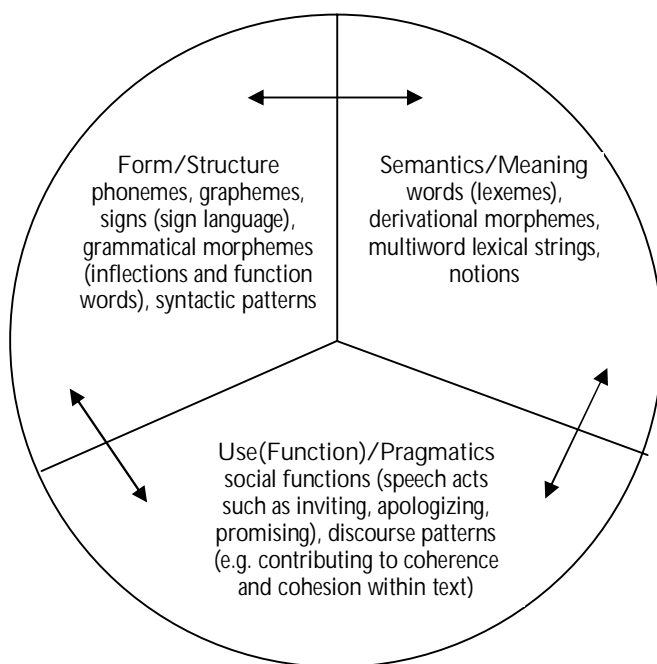 Form/Structure
phonemes, graphemes,
signs (sign language),
grammatical morphemes
(inflections and function
words), syntactic patterns
Semantics/Meaning
words (lexemes),
derivational morphemes,
multiword lexical strings,
notions
Use(Function)/Pragmatics
social functions (speech acts
such as inviting, apologizing,
promising), discourse patterns
(e.g. contributing to coherence
and cohesion within text)